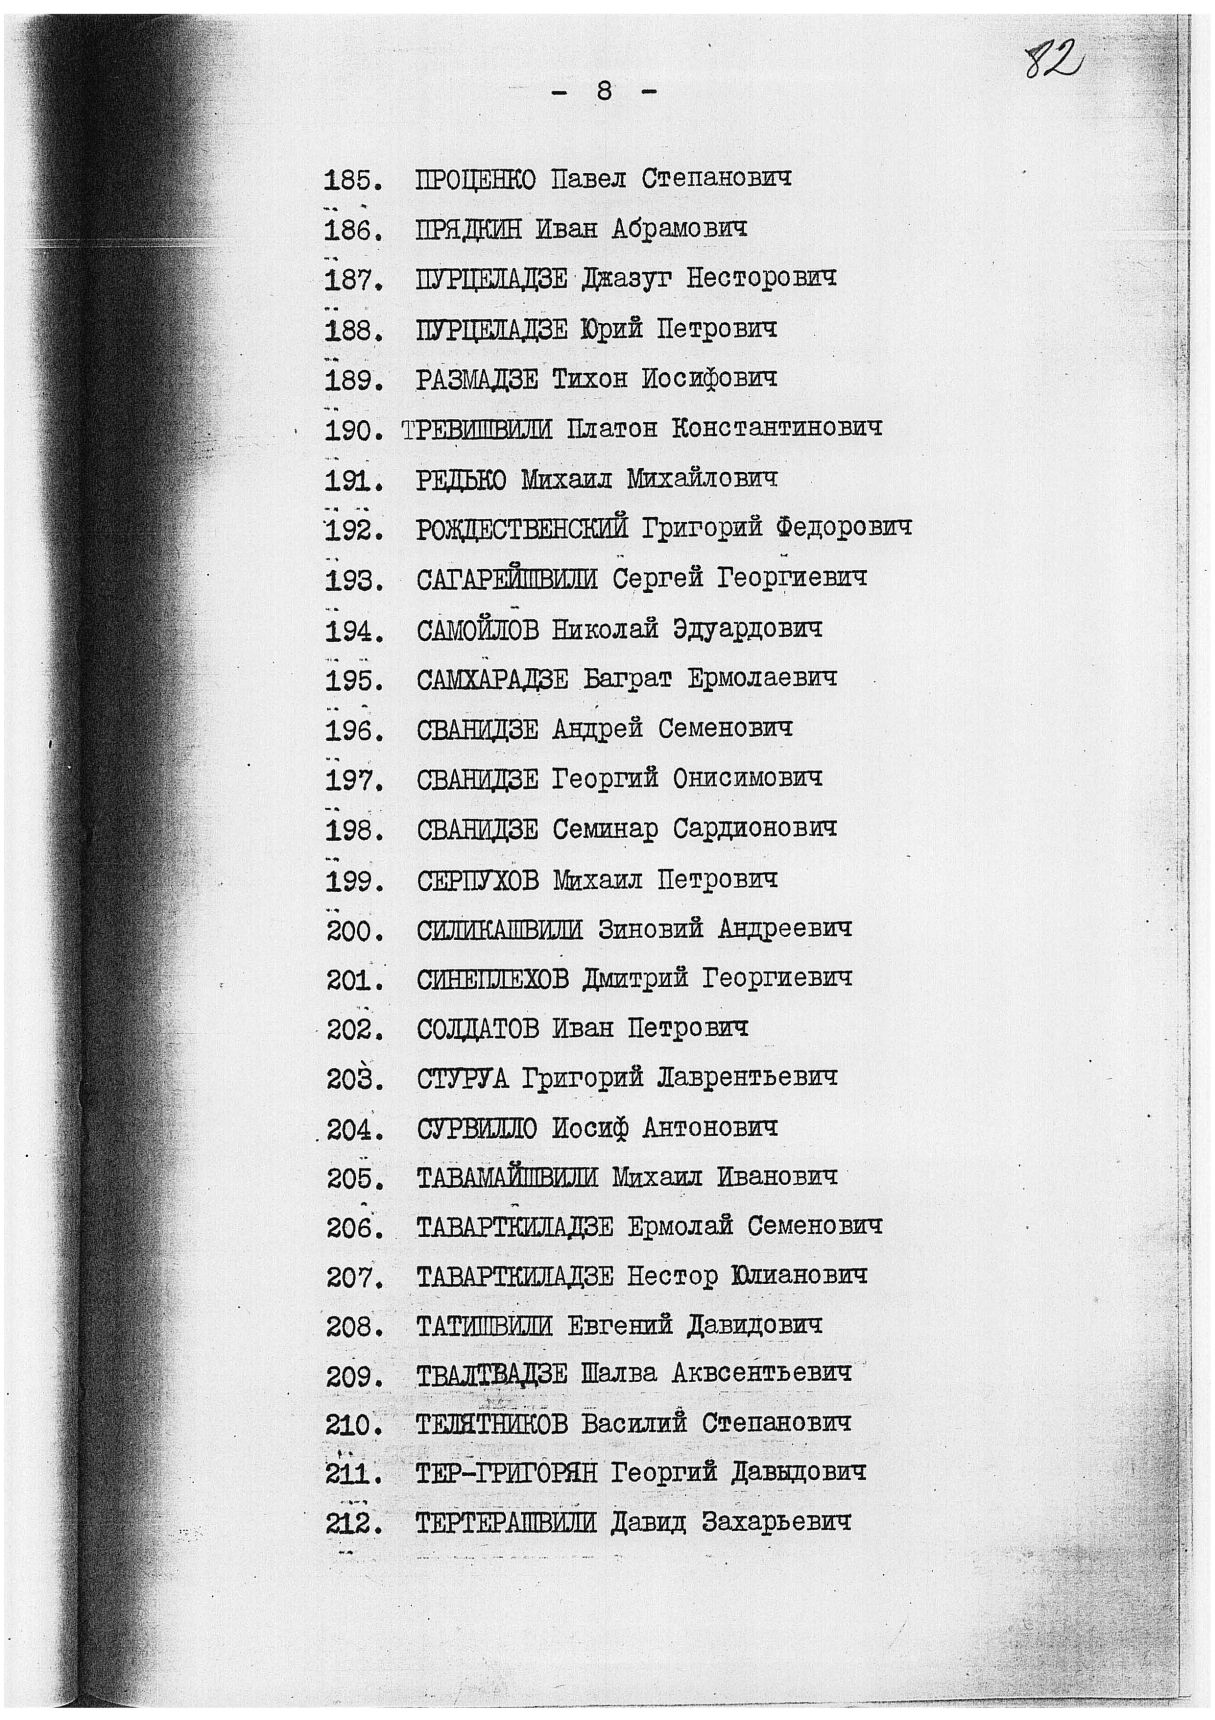 82
- 8 -
185. ПРОЦЕНКО Павел Степанович
186. ПРЯДКИН Иван Абрамович
187. ПУРЦЕЛАДЗЕ Джазуг Несторович
188. ПУРЦЕЛАДЗЕ Юрий Петрович
189. РАЗМАДЗЕ Тихон Иосифович
190. ТРЕВИШВИЛИ Платон Константинович
191. РЕДЬКО Михаил Михайлович
192. РОЖДЕСТВЕНСКИЙ Григорий Федорович
193. САГАРЕЙШВИЛИ Сергей Георгиевич
194. САМОЙЛОВ Николай Эдуардович
195. САМХАРАДЗЕ Баграт Ермолаевич
196. СВАНИДЗЕ Андрей Семенович
197. СВАНИДЗЕ Георгий Онисимович
198. СВАНИДЗЕ Семинар Сардионович
199. СЕРПУХОВ Михаил Петрович
200. СИЛИКАШВИЛИ Зиновий Андреевич
201. СИНЕПЛЕХОВ Дмитрий Георгиевич
202. СОЛДАТОВ Иван Петрович
203. СТУРУА Григорий Лаврентьевич
204. СУРВИЛЛО Иосиф Антонович
205. ТАВАМАЙШВИЛИ Михаил Иванович
206. ТАВАРТКИЛАДЗЕ Ермолай Семенович
207. ТАВАРТКИЛАДЗЕ Нестор Юлианович
208. ТАТИШВИЛИ Евгений Давидович
209. ТВАЛТВАДЗЕ Шалва Аквсентьевич
210. ТЕЛЯТНИКОВ Василий Степанович
211. ТЕР-ГРИГОРЯН Георгий Давыдович
212. ТЕРТЕРАШВИЛИ Давид Захарьевич